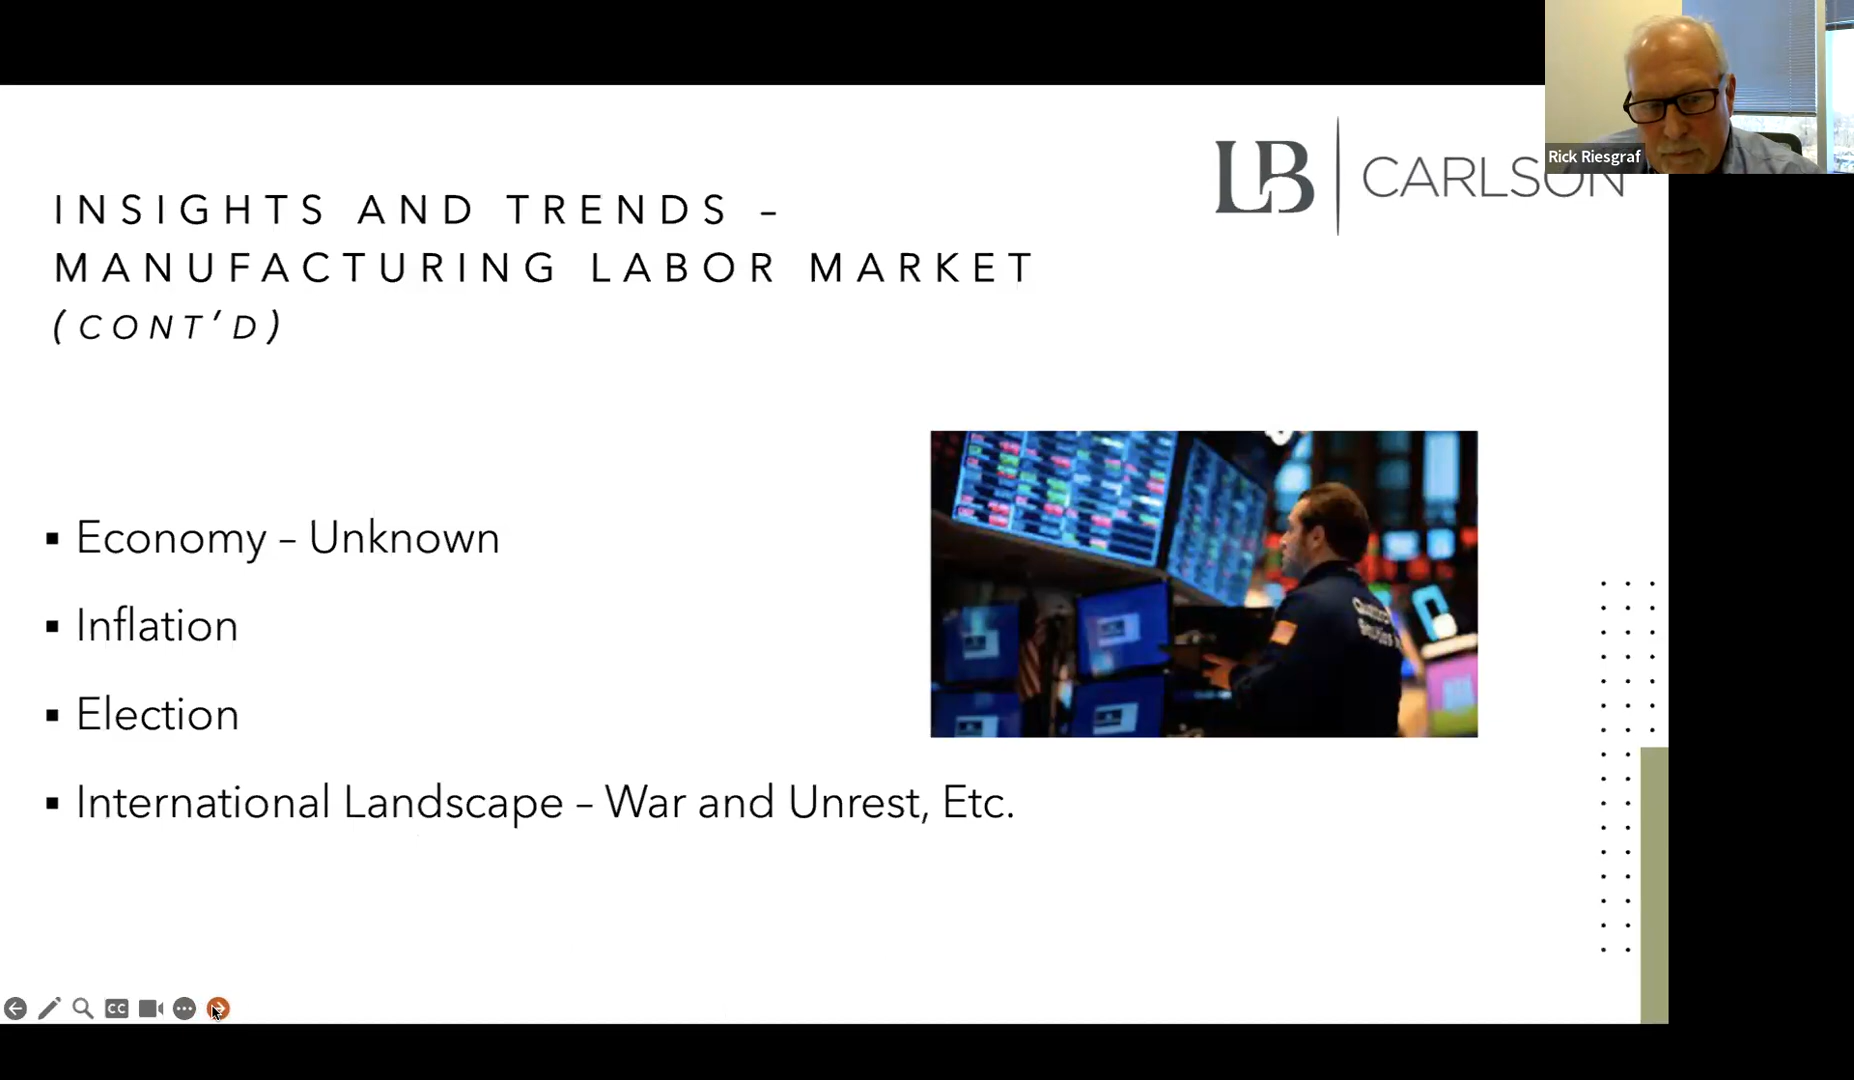 Rick Riesgraf
LB CARLSON
INSIGHTS AND TRENDS –
MANUFACTURING LABOR MARKET
(CONT'D)
▪ Economy – Unknown
▪ Inflation
▪ Election
▪ International Landscape – War and Unrest, Etc.
CC